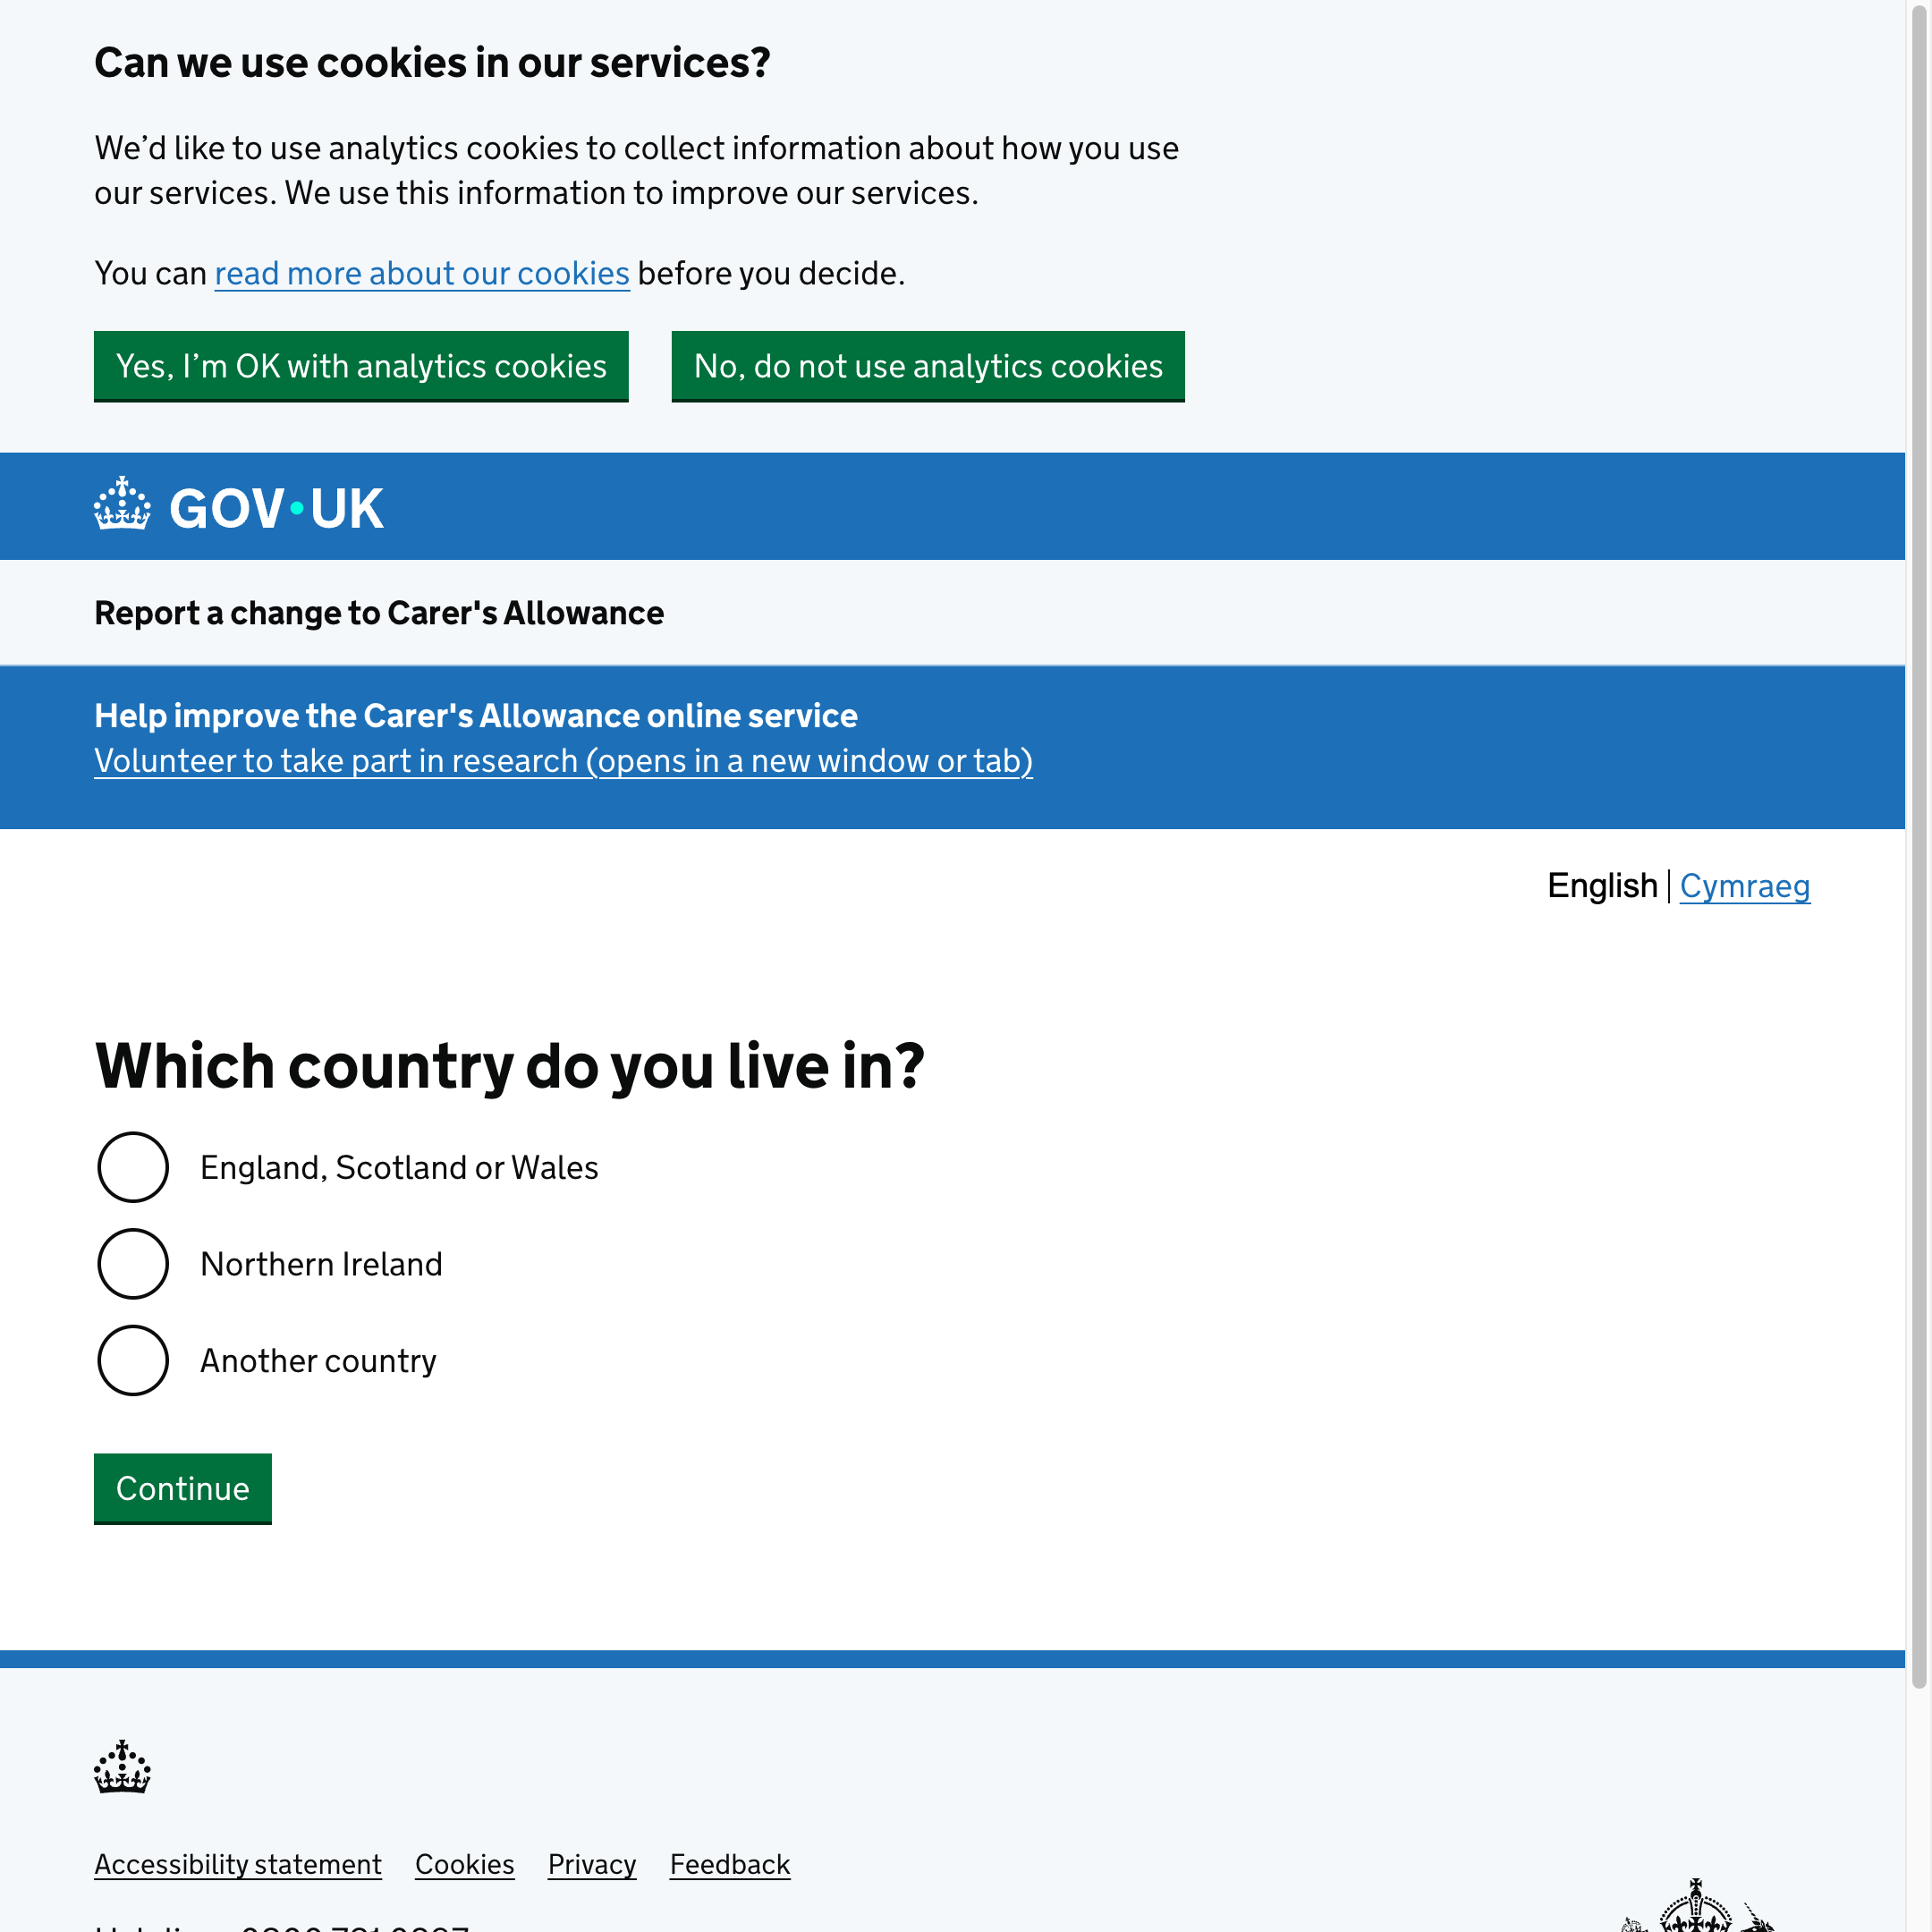 Can we use cookies in our services?
We’d like to use analytics cookies to collect information about how you use
our services. We use this information to improve our services.
You can read more about our cookies before you decide.
Yes, I’m OK with analytics cookies
No, do not use analytics cookies
GOV·UK
Report a change to Carer's Allowance
Help improve the Carer's Allowance online service
Volunteer to take part in research (opens in a new window or tab)
English | Cymraeg
Which country do you live in?
England, Scotland or Wales
Northern Ireland
Another country
Continue
Accessibility statement
Cookies
Privacy
Feedback